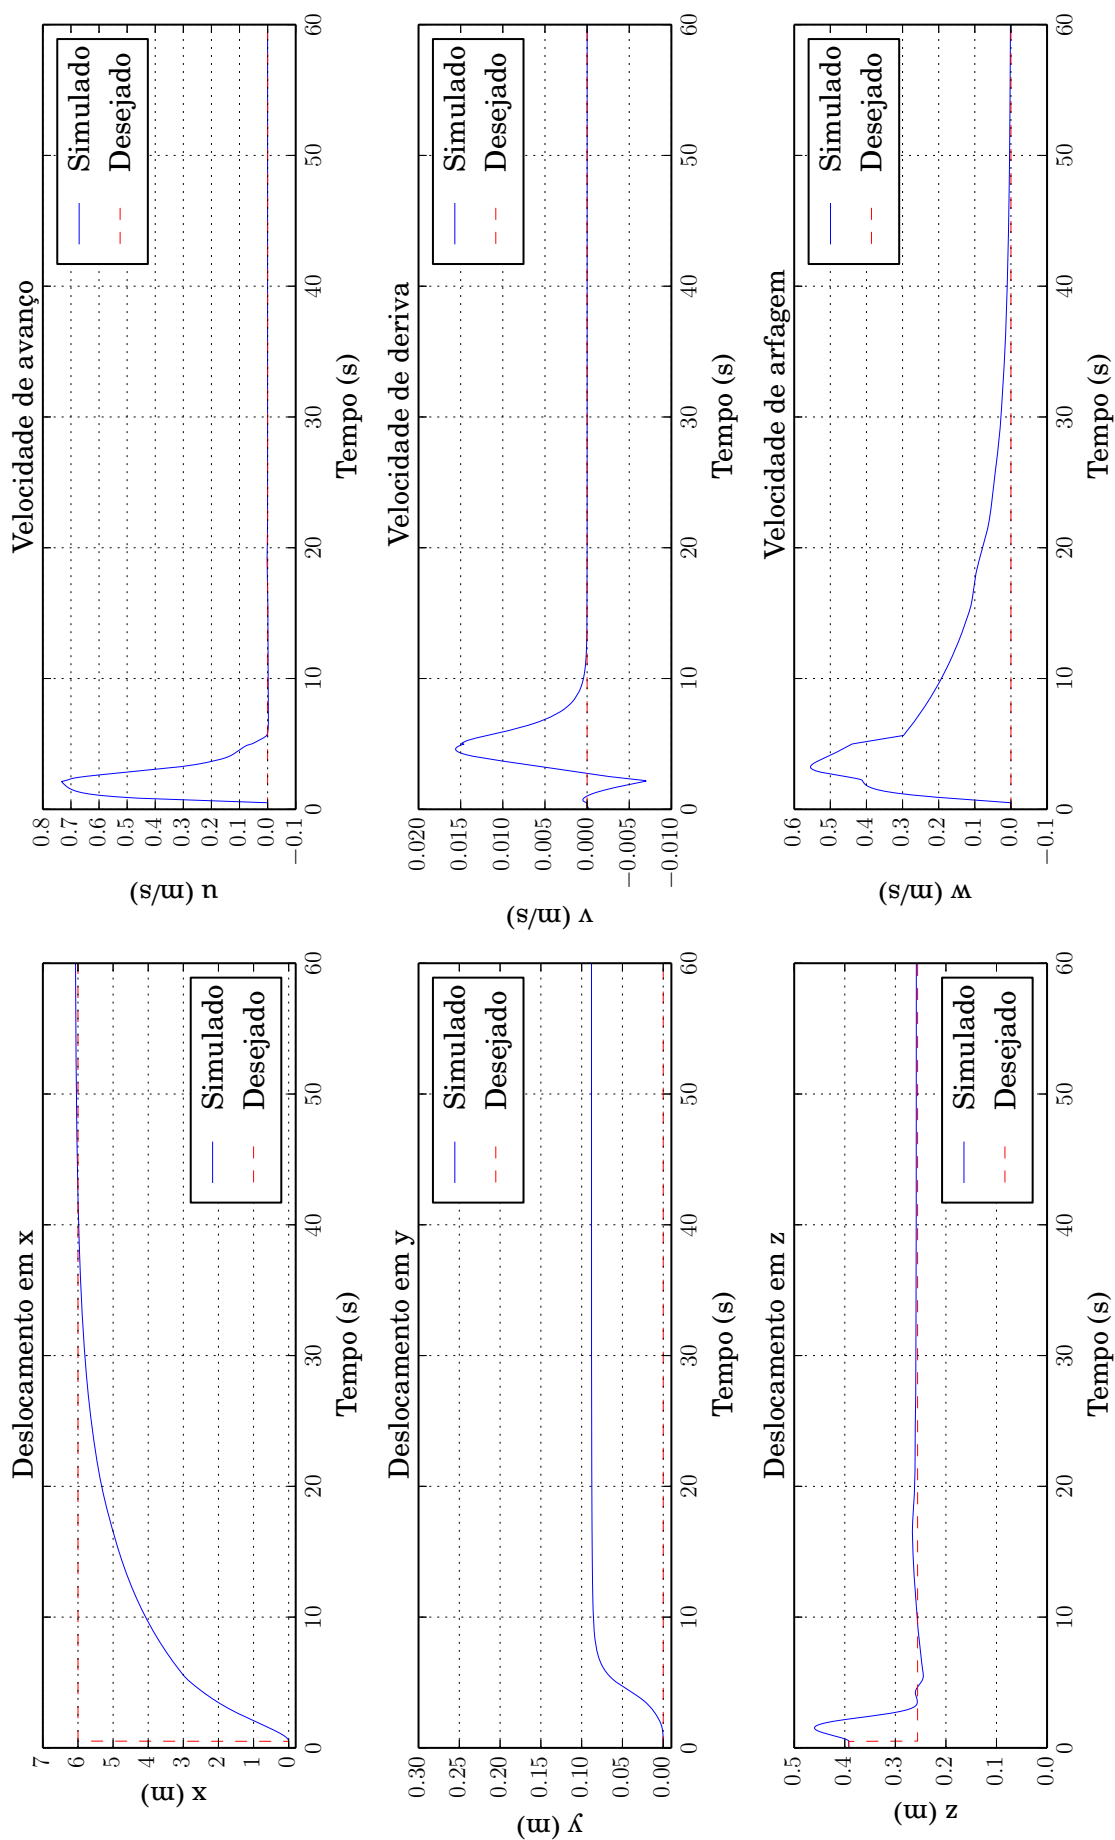 Deslocamento em x
x (m)
7
6
5
4
3
2
1
0
0 10 20 30 40 50 60
Tempo (s)
Simulado
Desejado
Velocidade de avanço
u (m/s)
0.8
0.7
0.6
0.5
0.4
0.3
0.2
0.1
0.0
−0.1
0 10 20 30 40 50 60
Tempo (s)
Simulado
Desejado
Deslocamento em y
y (m)
0.30
0.25
0.20
0.15
0.10
0.05
0.00
0 10 20 30 40 50 60
Tempo (s)
Simulado
Desejado
Velocidade de deriva
v (m/s)
0.020
0.015
0.010
0.005
0.000
−0.005
−0.010
0 10 20 30 40 50 60
Tempo (s)
Simulado
Desejado
Deslocamento em z
z (m)
0.5
0.4
0.3
0.2
0.1
0.0
0 10 20 30 40 50 60
Tempo (s)
Simulado
Desejado
Velocidade de arfagem
w (m/s)
0.6
0.5
0.4
0.3
0.2
0.1
0.0
−0.1
0 10 20 30 40 50 60
Tempo (s)
Simulado
Desejado